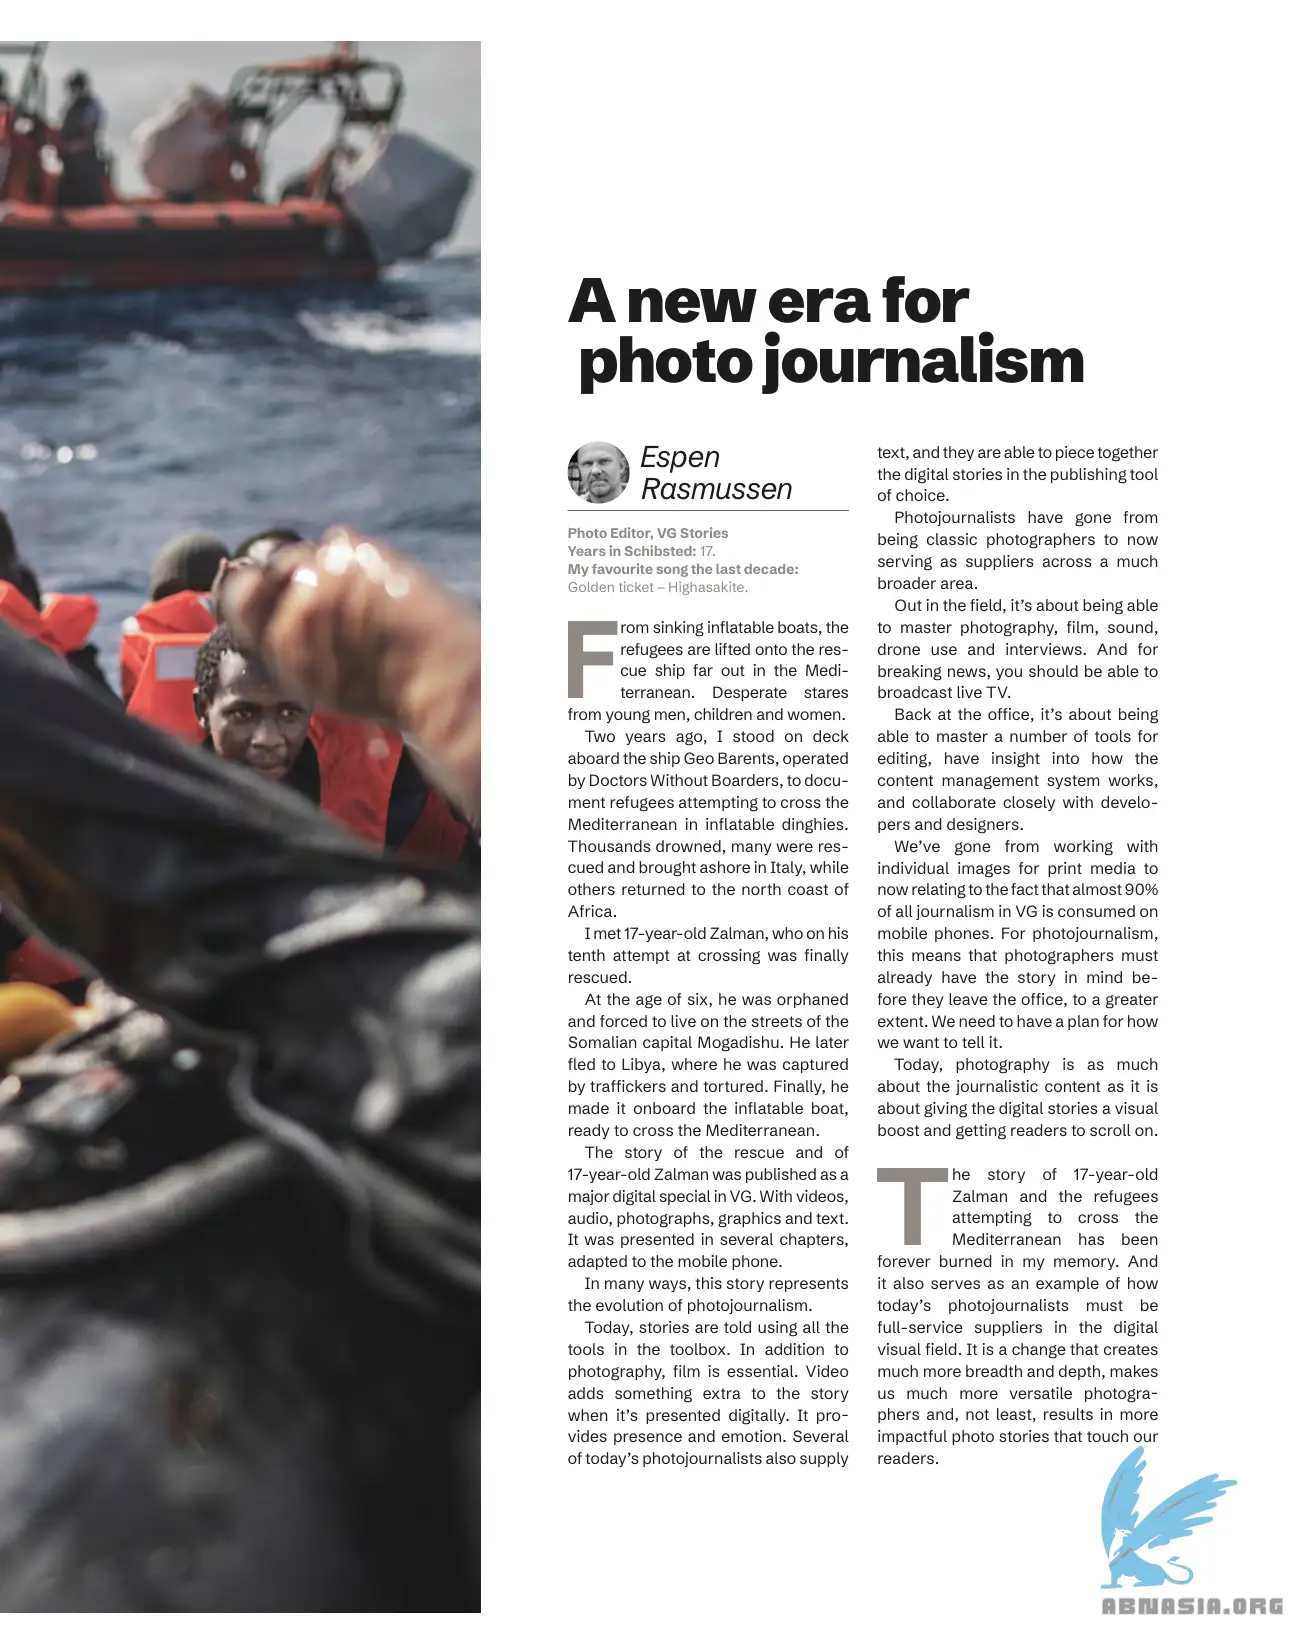 A new era for
photo journalism
Espen
Rasmussen
Photo Editor, VG Stories
Years in Schibsted: 17.
My favourite song the last decade:
Golden ticket – Highasakite.
From sinking inflatable boats, the
refugees are lifted onto the res-
cue ship far out in the Medi-
terranean. Desperate stares
from young men, children and women.
Two years ago, I stood on deck
aboard the ship Geo Barents, operated
by Doctors Without Boarders, to docu-
ment refugees attempting to cross the
Mediterranean in inflatable dinghies.
Thousands drowned, many were res-
cued and brought ashore in Italy, while
others returned to the north coast of
Africa.
I met 17-year-old Zalman, who on his
tenth attempt at crossing was finally
rescued.
At the age of six, he was orphaned
and forced to live on the streets of the
Somalian capital Mogadishu. He later
fled to Libya, where he was captured
by traffickers and tortured. Finally, he
made it onboard the inflatable boat,
ready to cross the Mediterranean.
The story of the rescue and of
17-year-old Zalman was published as a
major digital special in VG. With videos,
audio, photographs, graphics and text.
It was presented in several chapters,
adapted to the mobile phone.
In many ways, this story represents
the evolution of photojournalism.
Today, stories are told using all the
tools in the toolbox. In addition to
photography, film is essential. Video
adds something extra to the story
when it's presented digitally. It pro-
vides presence and emotion. Several
of today's photojournalists also supply
text, and they are able to piece together
the digital stories in the publishing tool
of choice.
Photojournalists have gone from
being classic photographers to now
serving as suppliers across a much
broader area.
Out in the field, it's about being able
to master photography, film, sound,
drone use and interviews. And for
breaking news, you should be able to
broadcast live TV.
Back at the office, it's about being
able to master a number of tools for
editing, have insight into how the
content management system works,
and collaborate closely with develo-
pers and designers.
We've gone from working with
individual images for print media to
now relating to the fact that almost 90%
of all journalism in VG is consumed on
mobile phones. For photojournalism,
this means that photographers must
already have the story in mind be-
fore they leave the office, to a greater
extent. We need to have a plan for how
we want to tell it.
Today, photography is as much
about the journalistic content as it is
about giving the digital stories a visual
boost and getting readers to scroll on.
The story of 17-year-old
Zalman and the refugees
attempting to cross the
Mediterranean has been
forever burned in my memory. And
it also serves as an example of how
today's photojournalists must be
full-service suppliers in the digital
visual field. It is a change that creates
much more breadth and depth, makes
us much more versatile photogra-
phers and, not least, results in more
impactful photo stories that touch our
readers.
ABNASIA.ORG